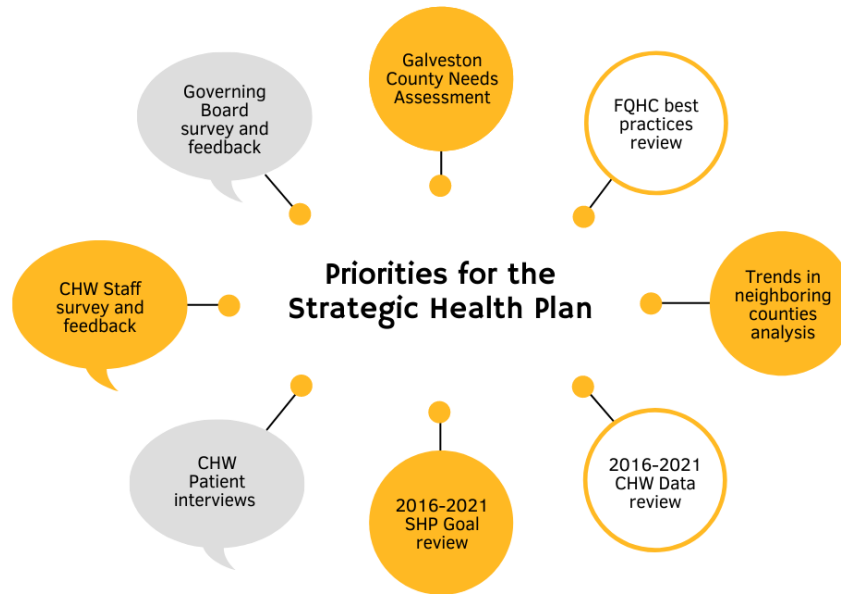 Galveston
County Needs
Assessment
Governing
Board
survey and
feedback
FQHC best
practices
review
Priorities for the
Strategic Health Plan
CHW Staff
survey and
feedback
Trends in
neighboring
counties
analysis
CHW
Patient
interviews
2016-2021
SHP Goal
review
2016-2021
CHW Data
review